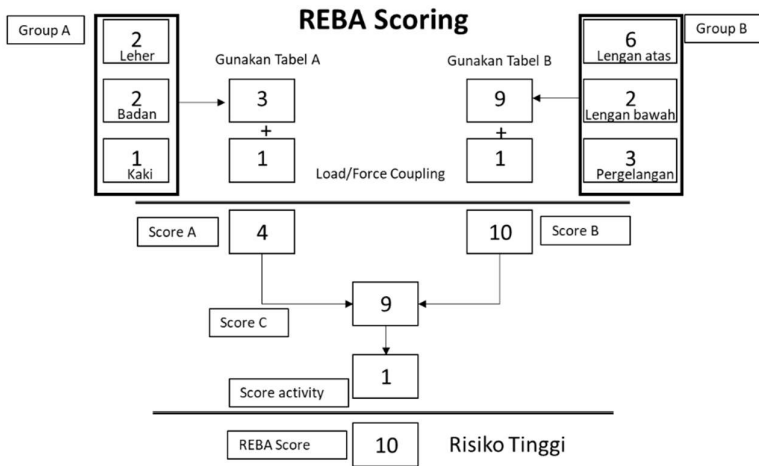 REBA Scoring
Group A
Group B
2
Leher
2
Badan
1
Kaki
Gunakan Tabel A
3
+
1
Load/Force Coupling
Gunakan Tabel B
9
+
1
6
Lengan atas
2
Lengan bawah
3
Pergelangan
Score A
4
10
Score B
9
Score C
1
Score activity
REBA Score
10
Risiko Tinggi